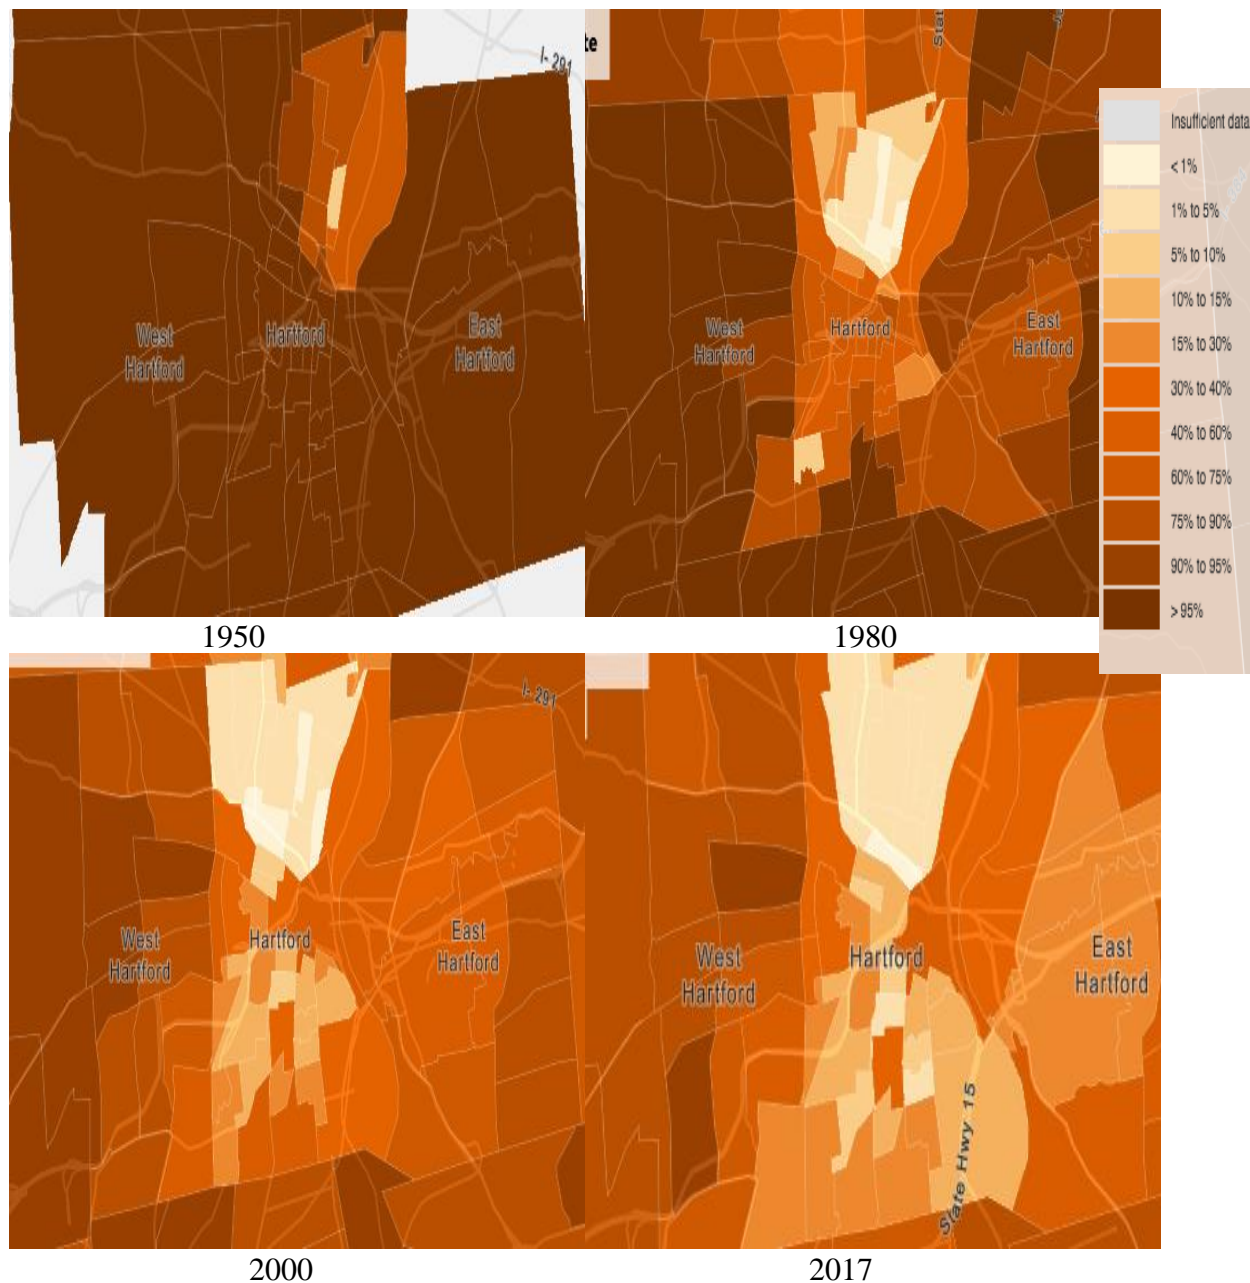 I- 291
West
Hartford
Hartford
East
Hartford
1950
te
Stat
West
Hartford
Hartford
East
Hartford
1980
Insufficient data
< 1%
1% to 5%
5% to 10%
10% to 15%
15% to 30%
30% to 40%
40% to 60%
60% to 75%
75% to 90%
90% to 95%
> 95%
I- 291
West
Hartford
Hartford
East
Hartford
2000
West
Hartford
Hartford
East
Hartford
State Hwy 15
2017